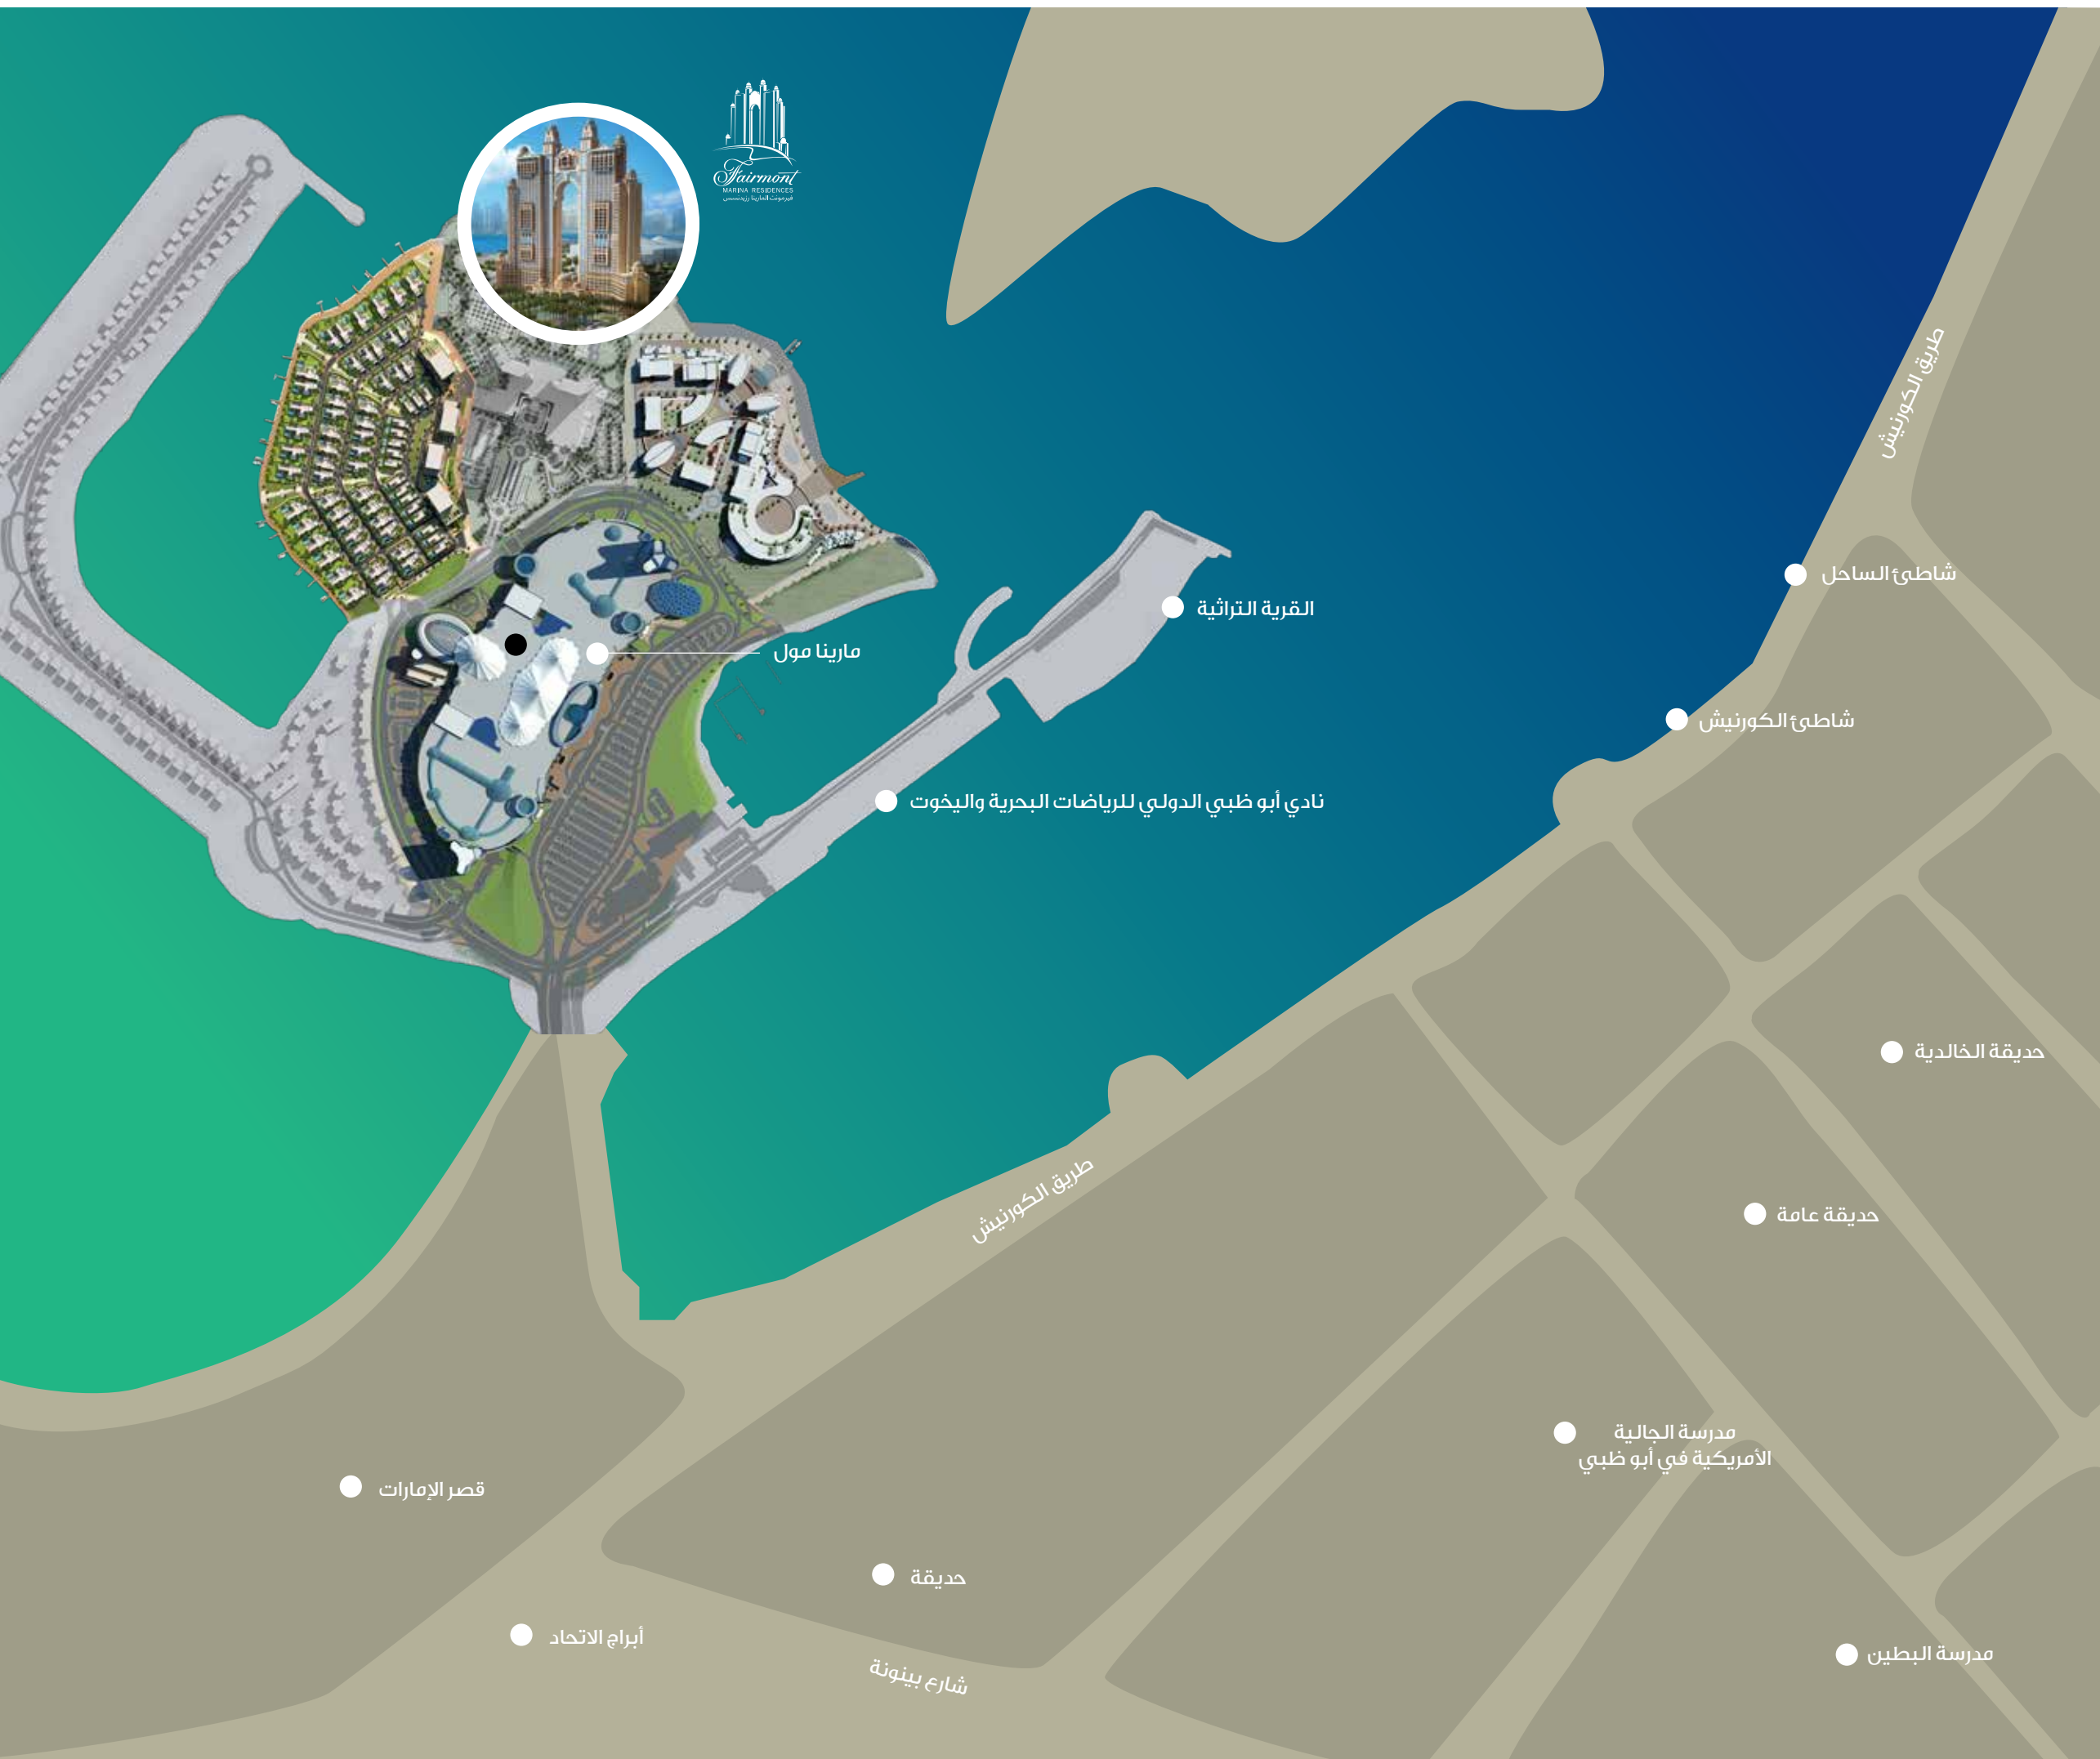 Fairmont
MARINA RESIDENCES
فيرمونت المارينا رزيدنسس
طريق الكورنيش
شاطئ الساحل
القرية التراثية
مارينا مول
شاطئ الكورنيش
نادي أبو ظبي الدولي للرياضات البحرية واليخوت
حديقة الخالدية
طريق الكورنيش
حديقة عامة
مدرسة الجالية
الأمريكية في أبو ظبي
قصر الإمارات
حديقة
أبراج الاتحاد
مدرسة البطين
شارع بينونة